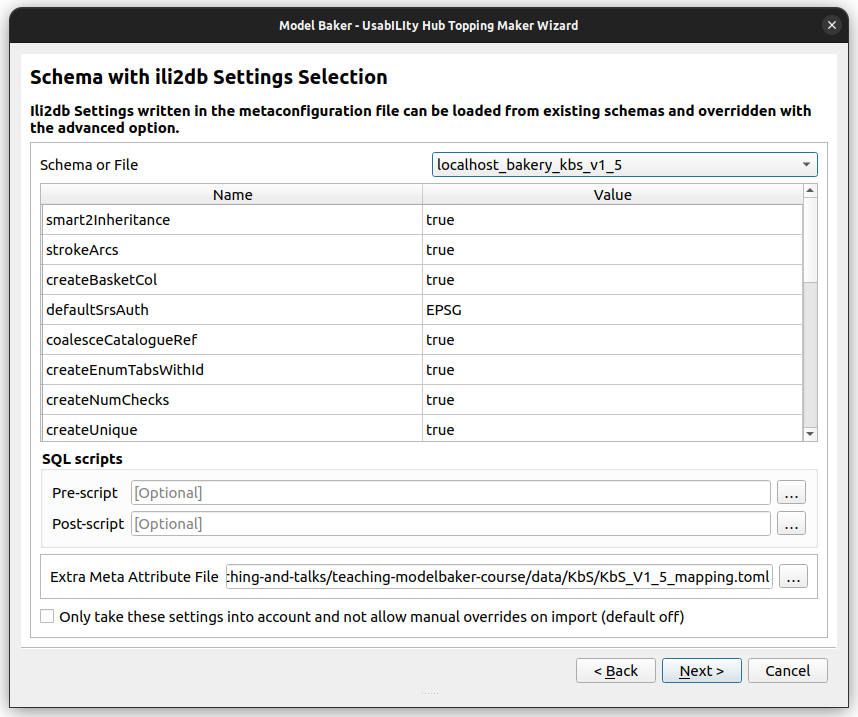 Model Baker - UsabILIty Hub Topping Maker Wizard
Schema with ili2db Settings Selection
Ili2db Settings written in the metaconfiguration file can be loaded from existing schemas and overridden with
the advanced option.
Schema or File localhost_bakery_kbs_v1_5
Name Value
smart2Inheritance true
strokeArcs true
createBasketCol true
defaultSrsAuth EPSG
coalesceCatalogueRef true
createEnumTabsWithId true
createNumChecks true
createUnique true
SQL scripts
Pre-script [Optional] ...
Post-script [Optional] ...
Extra Meta Attribute File :hing-and-talks/teaching-modelbaker-course/data/KbS/KbS_V1_5_mapping.toml ...
Only take these settings into account and not allow manual overrides on import (default off)
< Back Next > Cancel